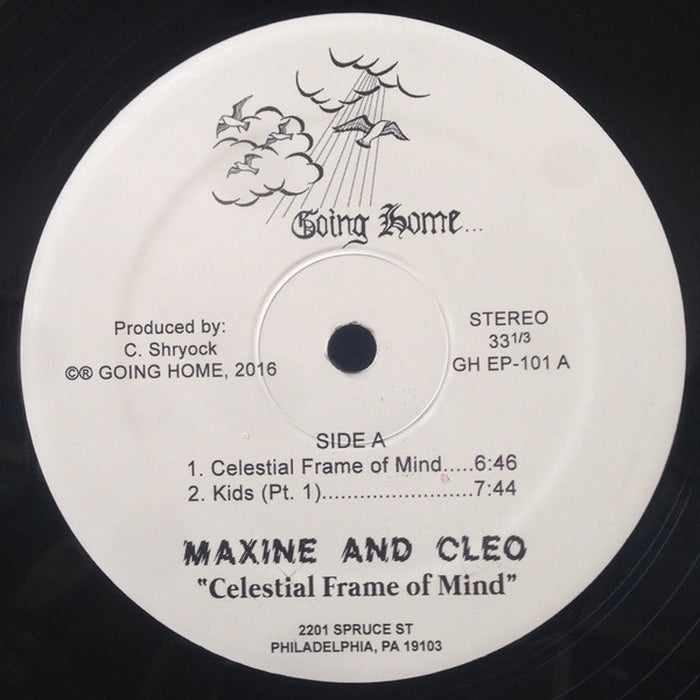 Going Home...
Produced by:
C. Shryock
©® GOING HOME, 2016
STEREO
33 1/3
GH EP-101 A
SIDE A
1. Celestial Frame of Mind.....6:46
2. Kids (Pt. 1)........................7:44
MAXINE AND CLEO
"Celestial Frame of Mind"
2201 SPRUCE ST
PHILADELPHIA, PA 19103